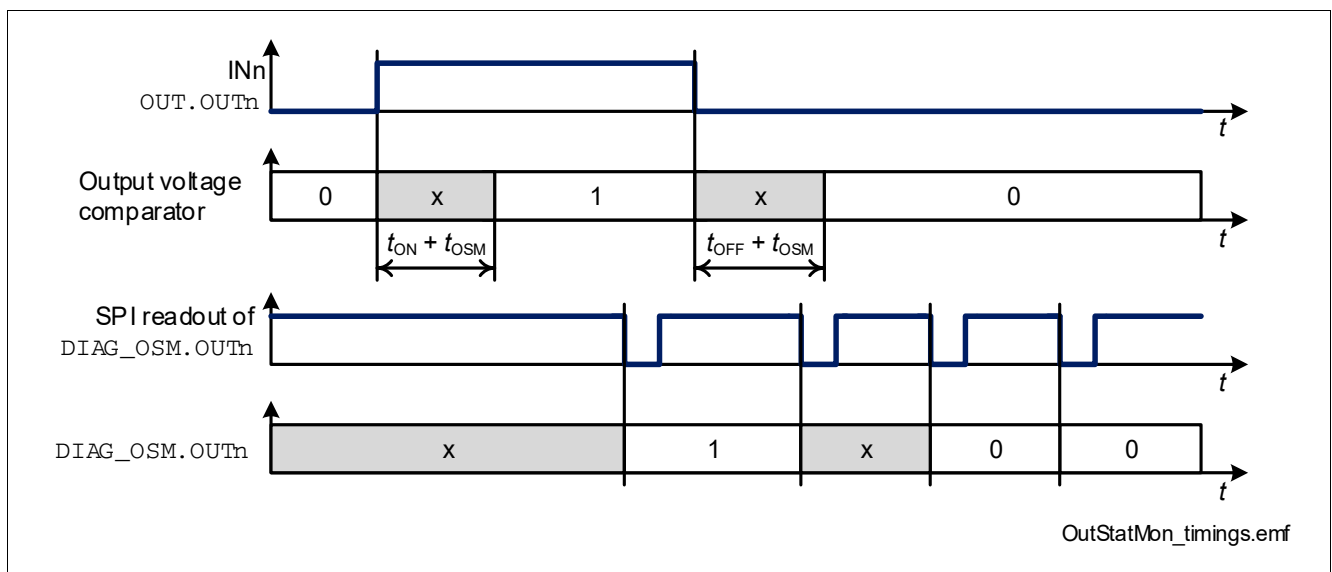 INn
OUT.OUTn
t
Output voltage
comparator
0 x 1 x 0
t
tON + tOSM tOFF + tOSM
SPI readout of
DIAG_OSM.OUTn
t
DIAG_OSM.OUTn
x 1 x 0 0
t
OutStatMon_timings.emf